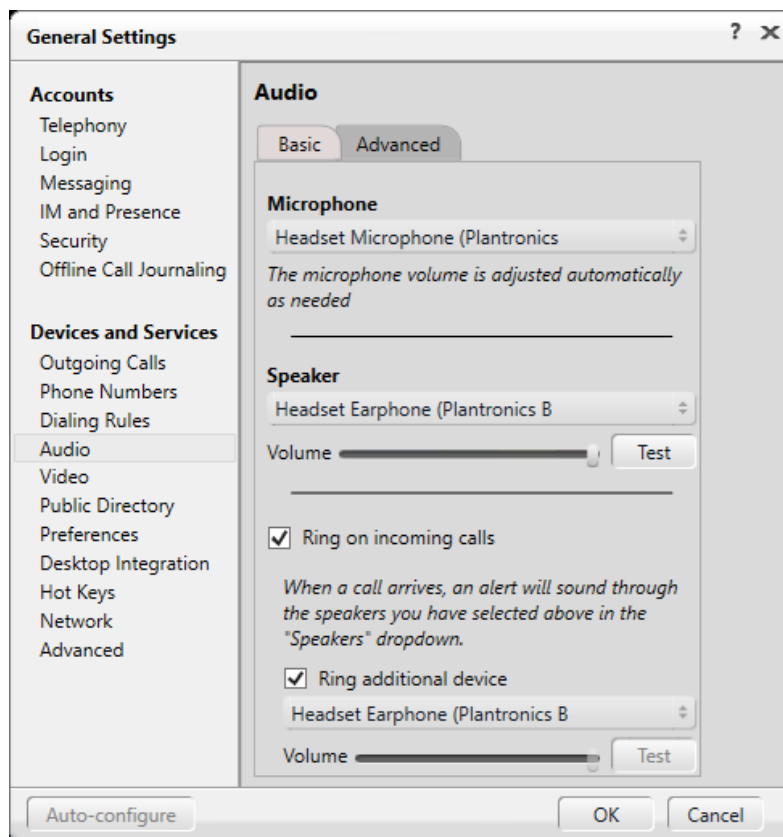 General Settings
?
Accounts
Telephony
Login
Messaging
IM and Presence
Security
Offline Call Journaling
Devices and Services
Outgoing Calls
Phone Numbers
Dialing Rules
Audio
Video
Public Directory
Preferences
Desktop Integration
Hot Keys
Network
Advanced
Audio
Basic
Advanced
Microphone
Headset Microphone (Plantronics
The microphone volume is adjusted automatically
as needed
Speaker
Headset Earphone (Plantronics B
Volume
Test
Ring on incoming calls
When a call arrives, an alert will sound through
the speakers you have selected above in the
"Speakers" dropdown.
Ring additional device
Headset Earphone (Plantronics B
Volume
Test
Auto-configure
OK
Cancel